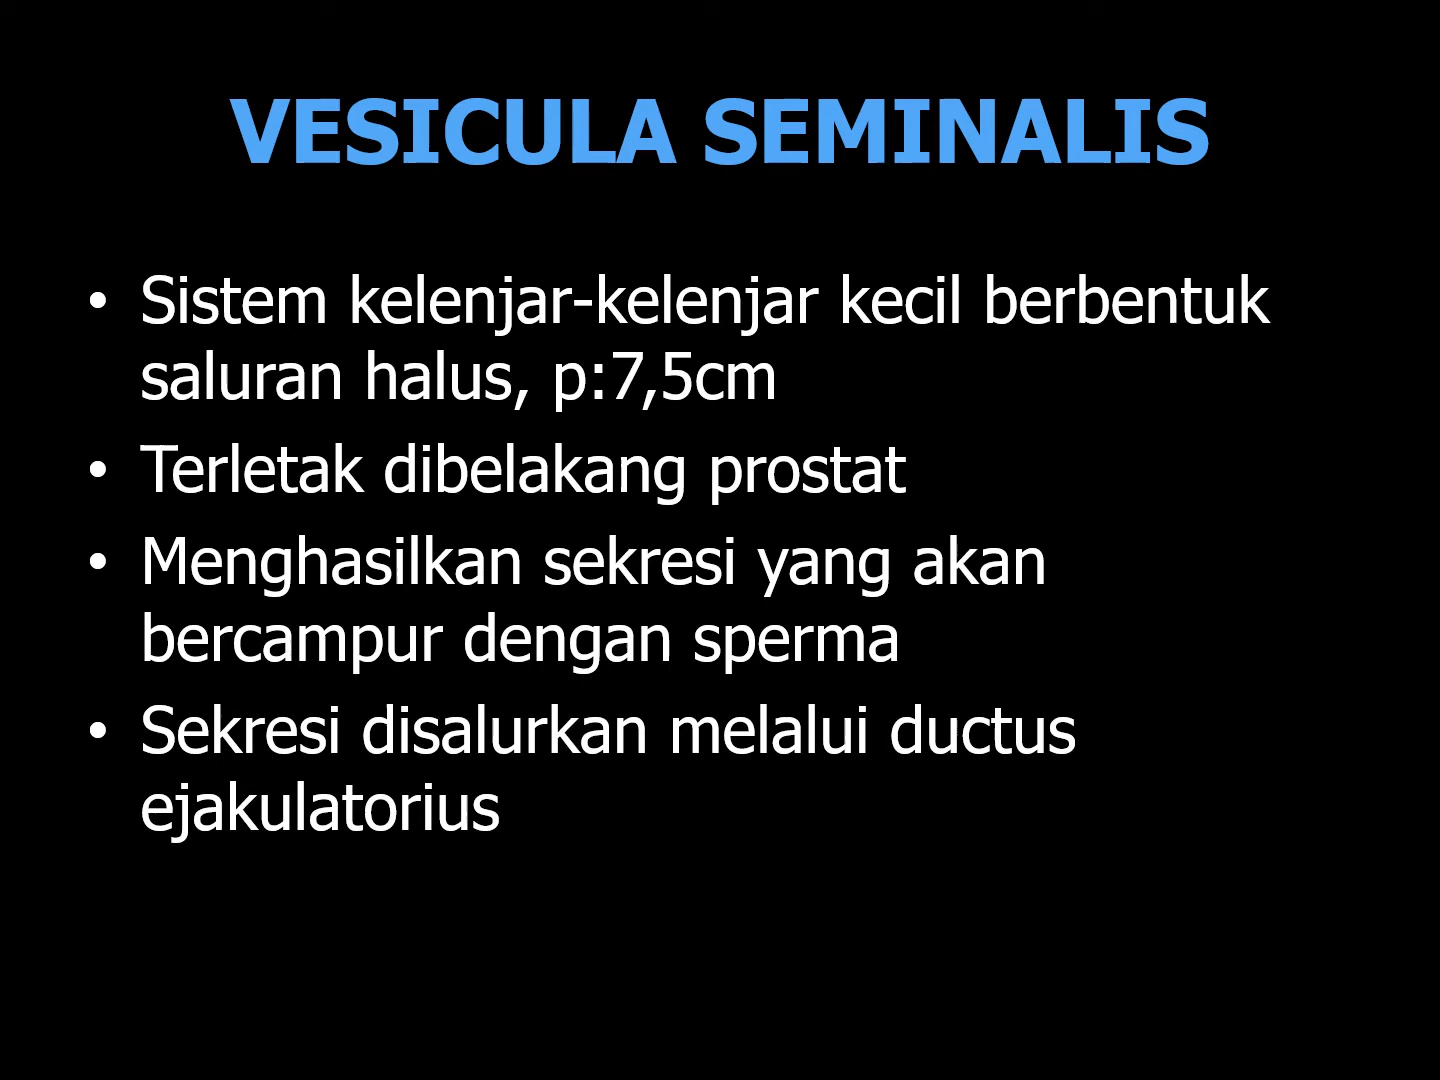 VESICULA SEMINALIS
• Sistem kelenjar-kelenjar kecil berbentuk
saluran halus, p:7,5cm
• Terletak dibelakang prostat
• Menghasilkan sekresi yang akan
bercampur dengan sperma
• Sekresi disalurkan melalui ductus
ejakulatorius